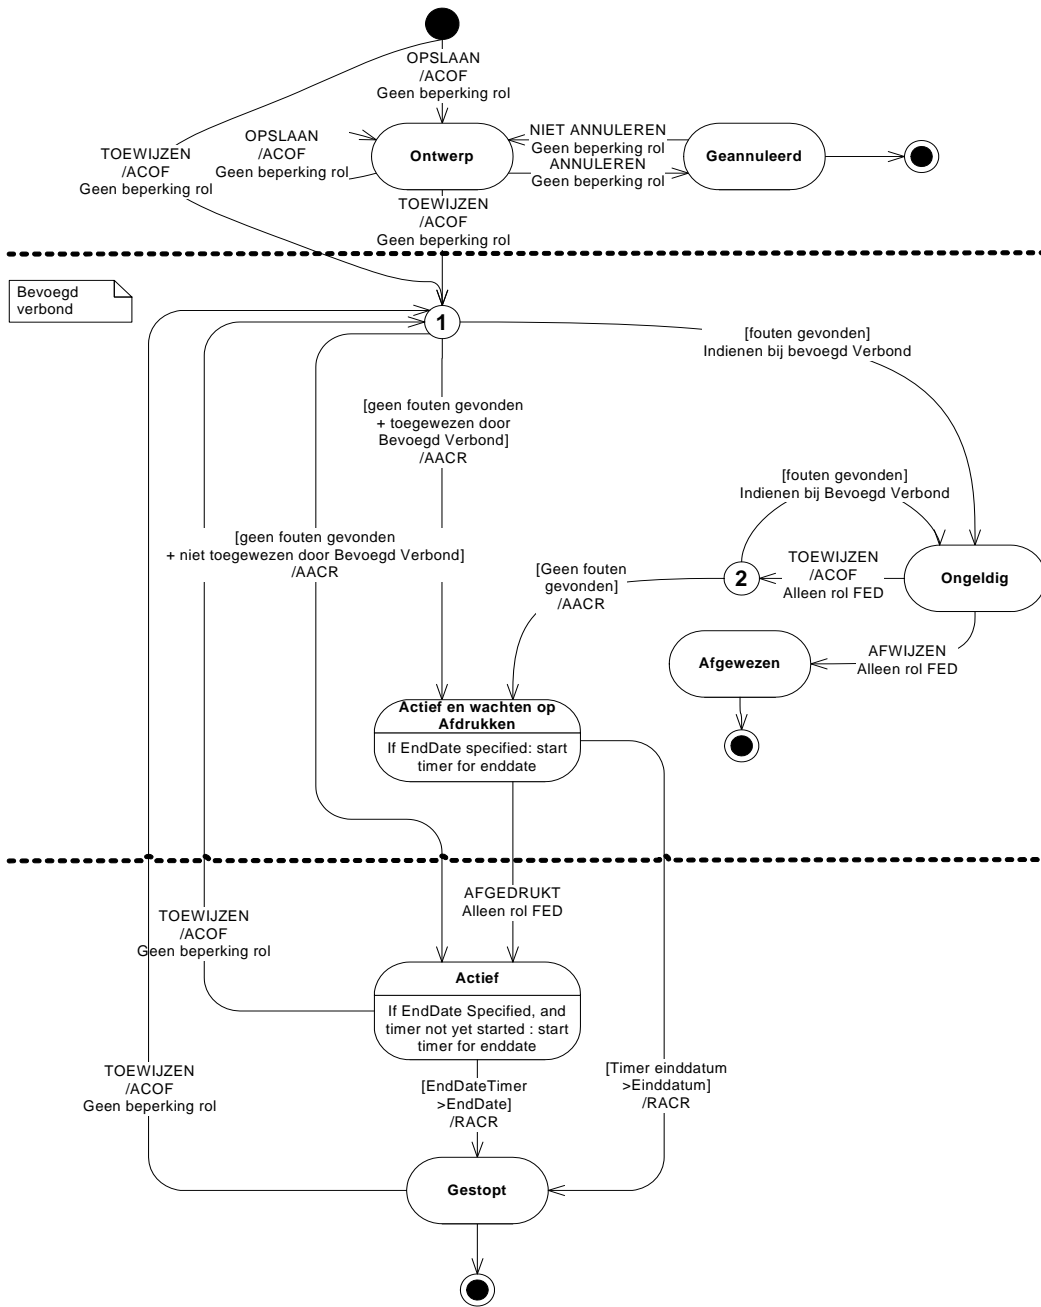 OPSLAAN
/ACOF
Geen beperking rol
OPSLAAN
/ACOF
Geen beperking rol
TOEWIJZEN
/ACOF
Geen beperking rol
Ontwerp
NIET ANNULEREN
Geen beperking rol
ANNULEREN
Geen beperking rol
Geannuleerd
TOEWIJZEN
/ACOF
Geen beperking rol
Bevoegd
verbond
1
[fouten gevonden]
Indienen bij bevoegd Verbond
[geen fouten gevonden
+ toegewezen door
Bevoegd Verbond]
/AACR
[fouten gevonden]
Indienen bij Bevoegd Verbond
[geen fouten gevonden
+ niet toegewezen door Bevoegd Verbond]
/AACR
[Geen fouten
gevonden]
/AACR
2
TOEWIJZEN
/ACOF
Alleen rol FED
Ongeldig
Afgewezen
AFWIJZEN
Alleen rol FED
Actief en wachten op
Afdrukken
If EndDate specified: start
timer for enddate
AFGEDRUKT
Alleen rol FED
TOEWIJZEN
/ACOF
Geen beperking rol
Actief
If EndDate Specified, and
timer not yet started : start
timer for enddate
TOEWIJZEN
/ACOF
Geen beperking rol
[EndDateTimer
>EndDate]
/RACR
[Timer einddatum
>Einddatum]
/RACR
Gestopt